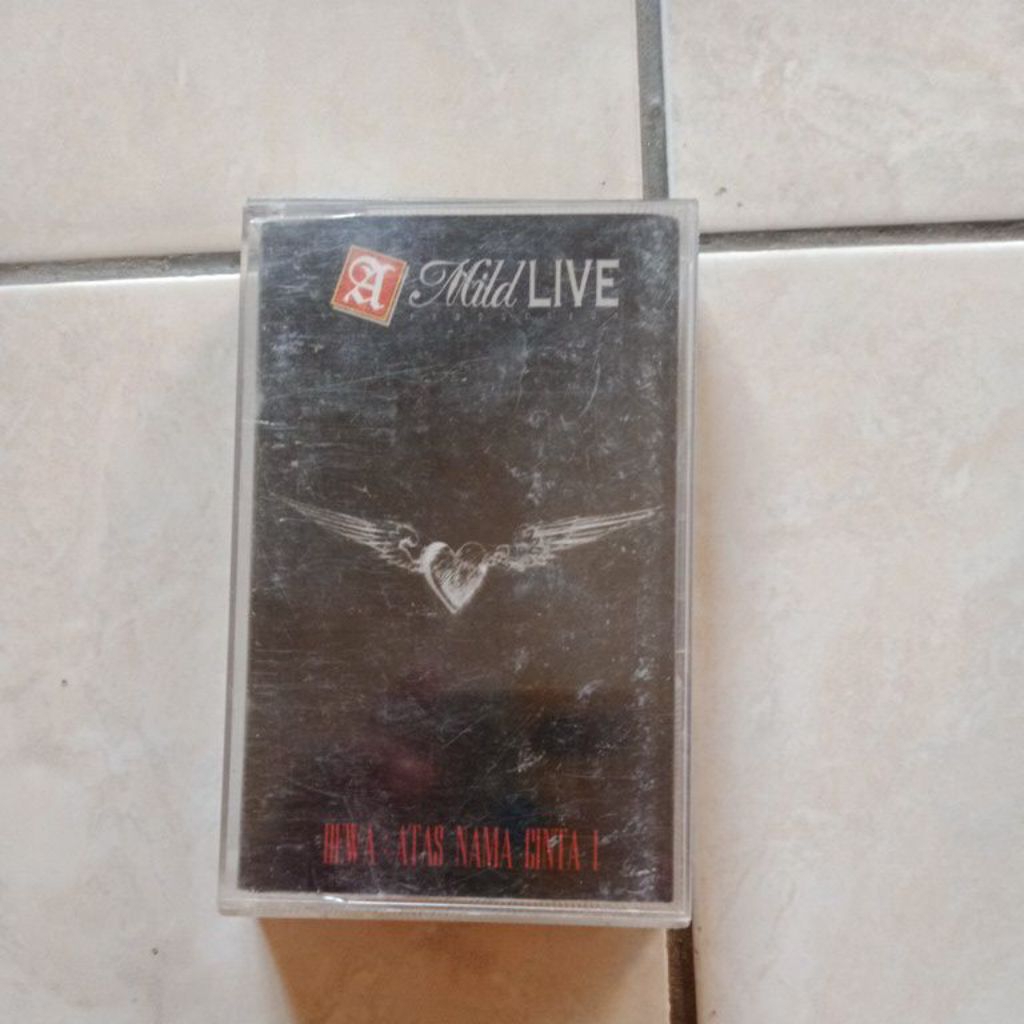 A Mild LIVE
DEWA - ATAS NAMA CINTA I